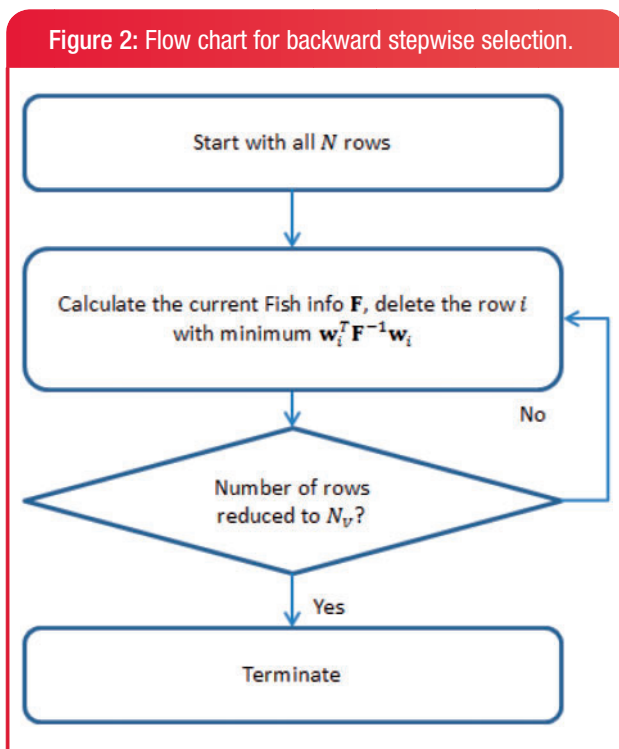 Figure 2: Flow chart for backward stepwise selection.
Start with all N rows
Calculate the current Fish info F, delete the row i
with minimum wᵢᵀF⁻¹wᵢ
No
Number of rows
reduced to Nᵥ?
Yes
Terminate